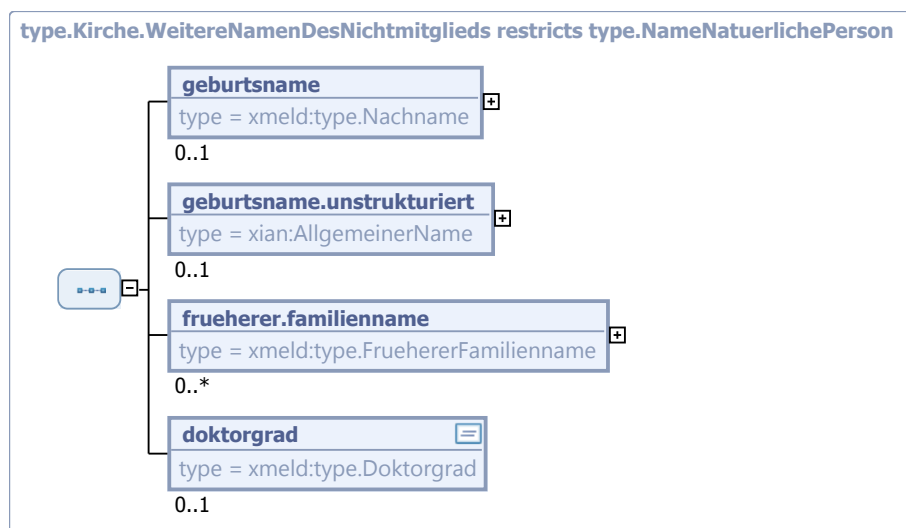 type.Kirche.WeitereNamenDesNichtmitglieds restricts type.NameNatuerlichePerson
geburtsname
type = xmeld:type.Nachname
0..1
geburtsname.unstrukturiert
type = xian:AllgemeinerName
0..1
frueherer.familienname
type = xmeld:type.FruehererFamilienname
0..*
doktorgrad
type = xmeld:type.Doktorgrad
0..1